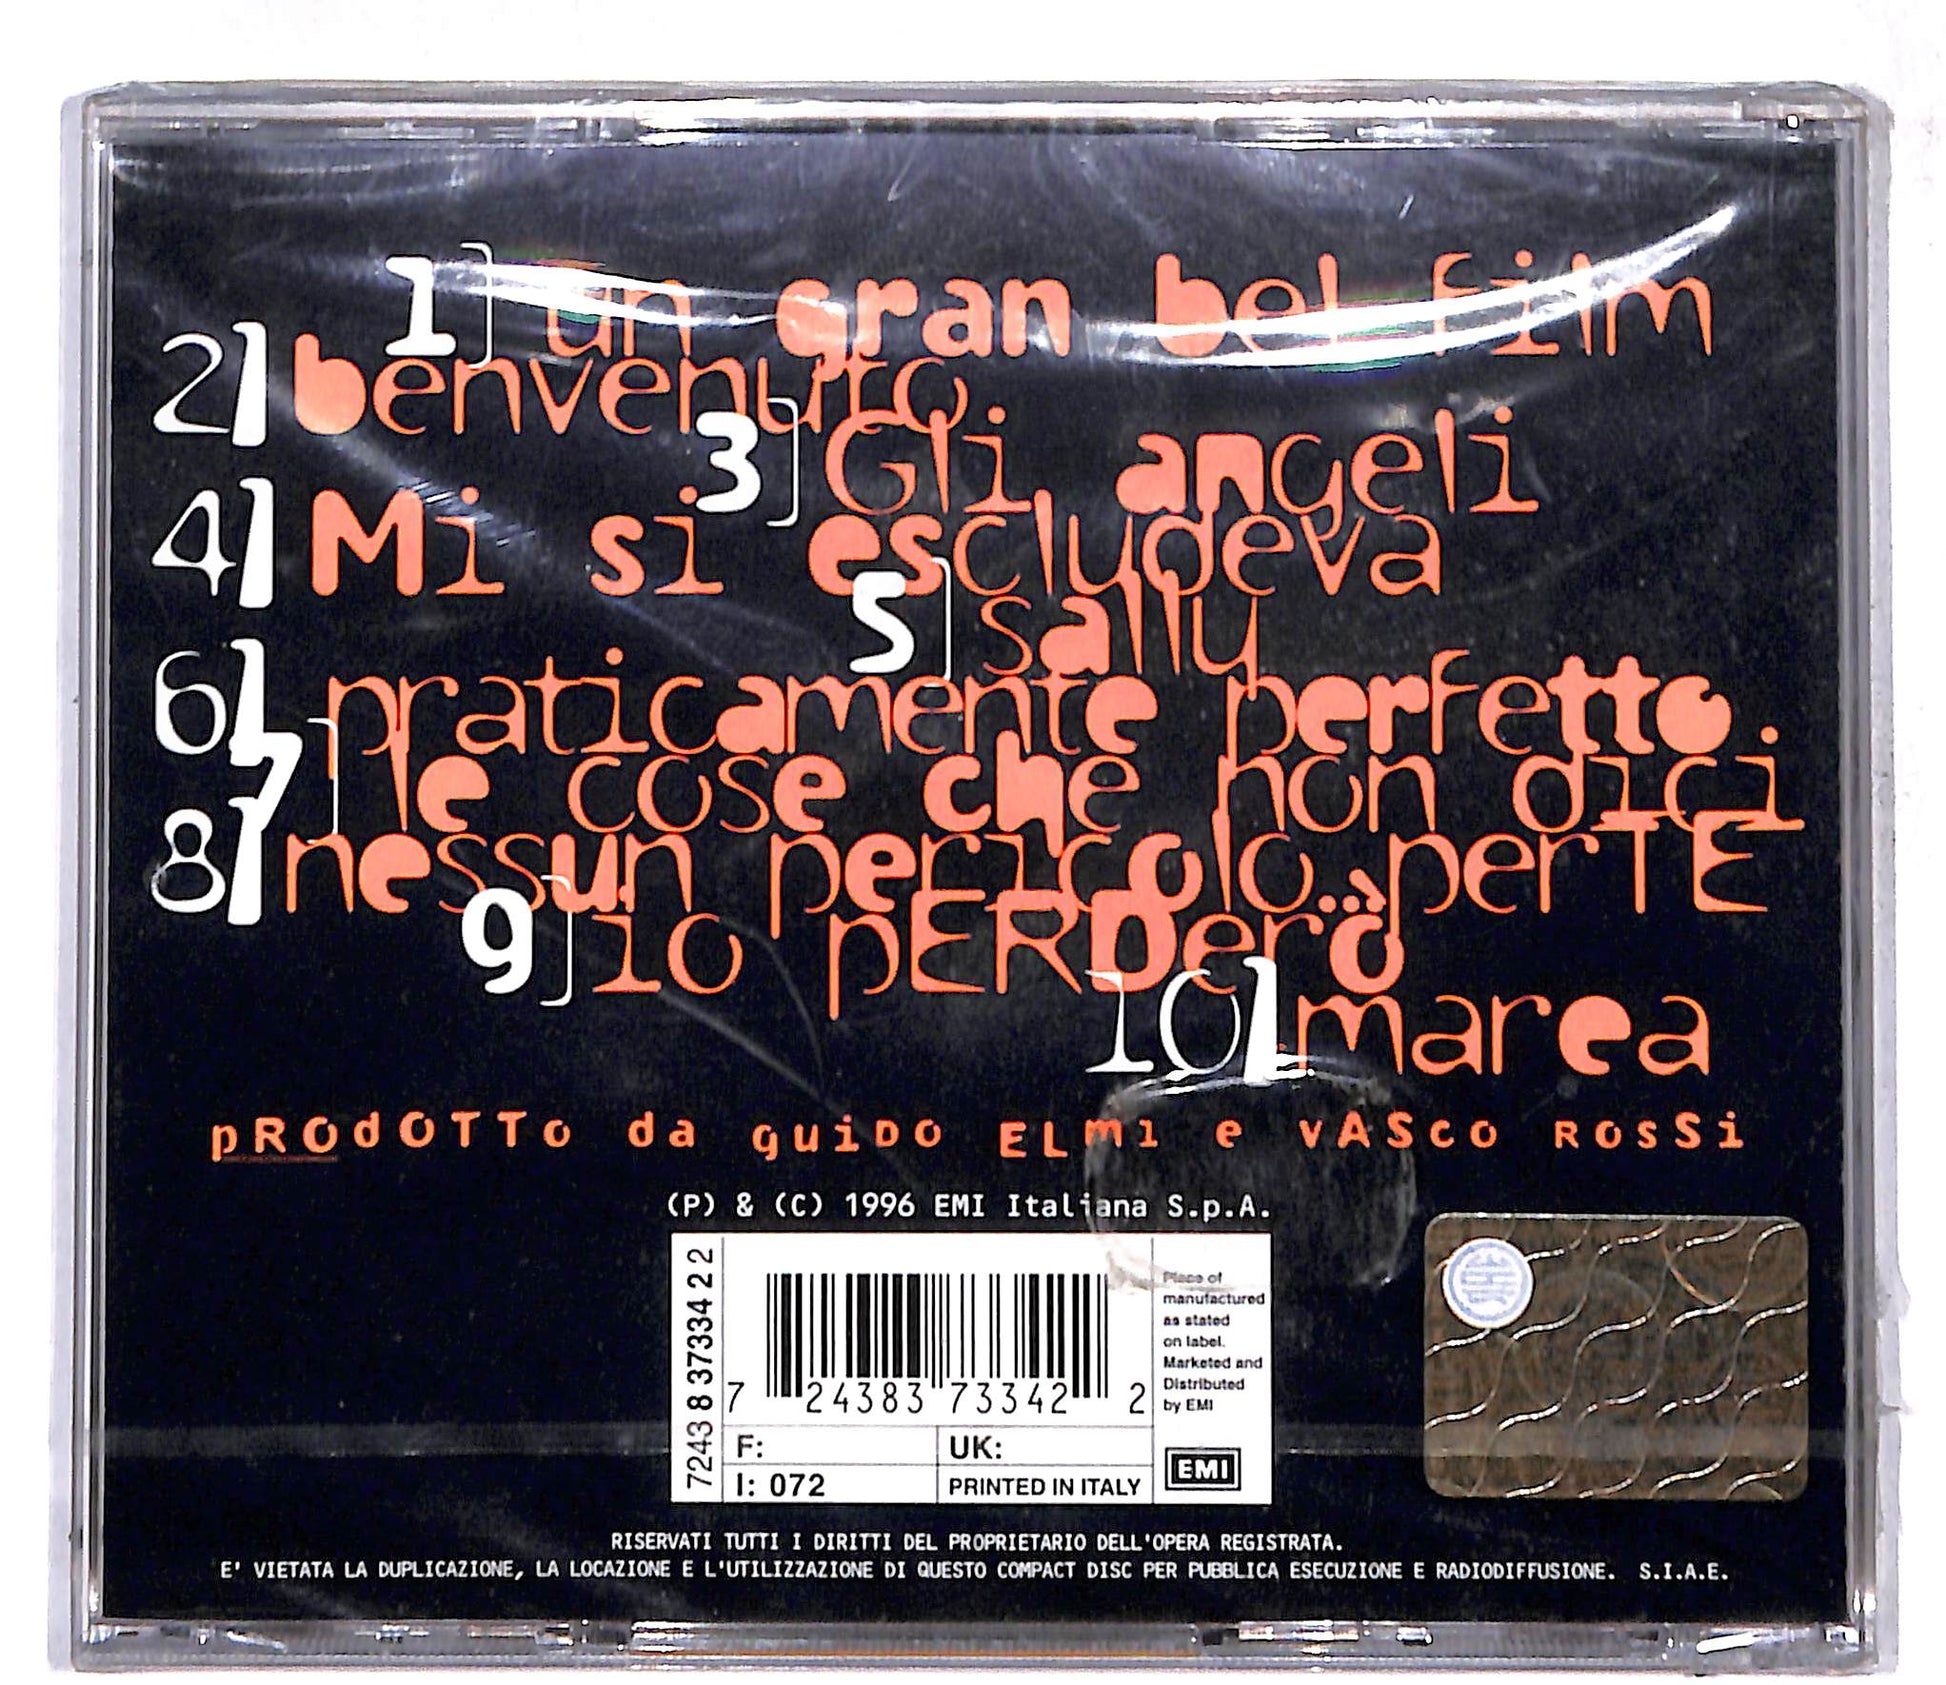 1) Un gran bel film
2) benvenuto
3) Gli angeli
4) Mi si escludeva
5) sally
6) praticamente perfetto
7) le cose che non dici
8) nessun pericolo..per TE
9) io pERDerò
10) marea
pRODOTTo da guiDO ELmi e vASco RosSi
(P) & (C) 1996 EMI Italiana S.p.A.
7243 8 37334 2 2
7 24383 73342 2
Place of
manufactured
as stated
on label.
Marketed and
Distributed
by EMI
F:
UK:
I: 072
PRINTED IN ITALY
EMI
RISERVATI TUTTI I DIRITTI DEL PROPRIETARIO DELL'OPERA REGISTRATA.
E' VIETATA LA DUPLICAZIONE, LA LOCAZIONE E L'UTILIZZAZIONE DI QUESTO COMPACT DISC PER PUBBLICA ESECUZIONE E RADIODIFFUSIONE. S.I.A.E.